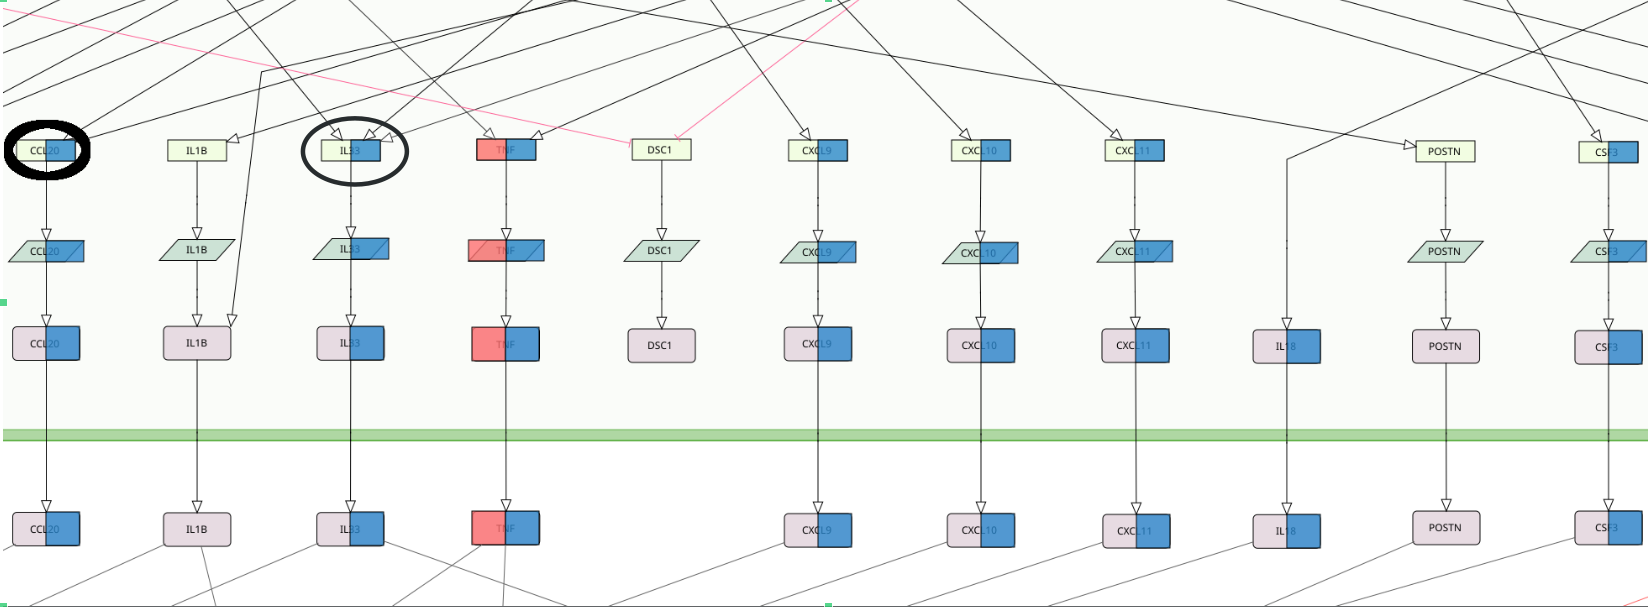 CCL20 IL1B IL33 TNF DSC1 CXCL9 CXCL10 CXCL11 POSTN CSF3
CCL20 IL1B IL33 TNF DSC1 CXCL9 CXCL10 CXCL11 POSTN CSF3
CCL20 IL1B IL33 TNF DSC1 CXCL9 CXCL10 CXCL11 IL18 POSTN CSF3
CCL20 IL1B IL33 TNF CXCL9 CXCL10 CXCL11 IL18 POSTN CSF3